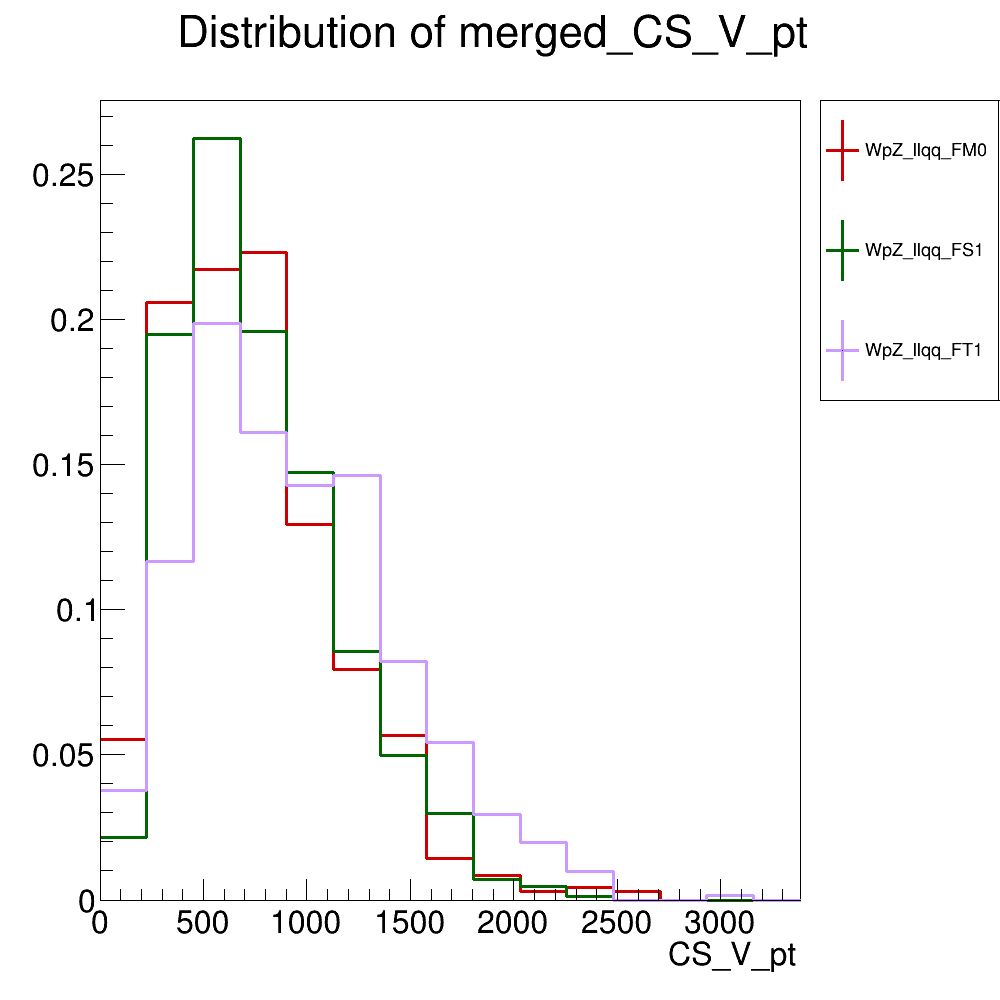 Distribution of merged_CS_V_pt
WpZ_llqq_FM0
WpZ_llqq_FS1
WpZ_llqq_FT1
0.25
0.2
0.15
0.1
0.05
0
0 500 1000 1500 2000 2500 3000
CS_V_pt